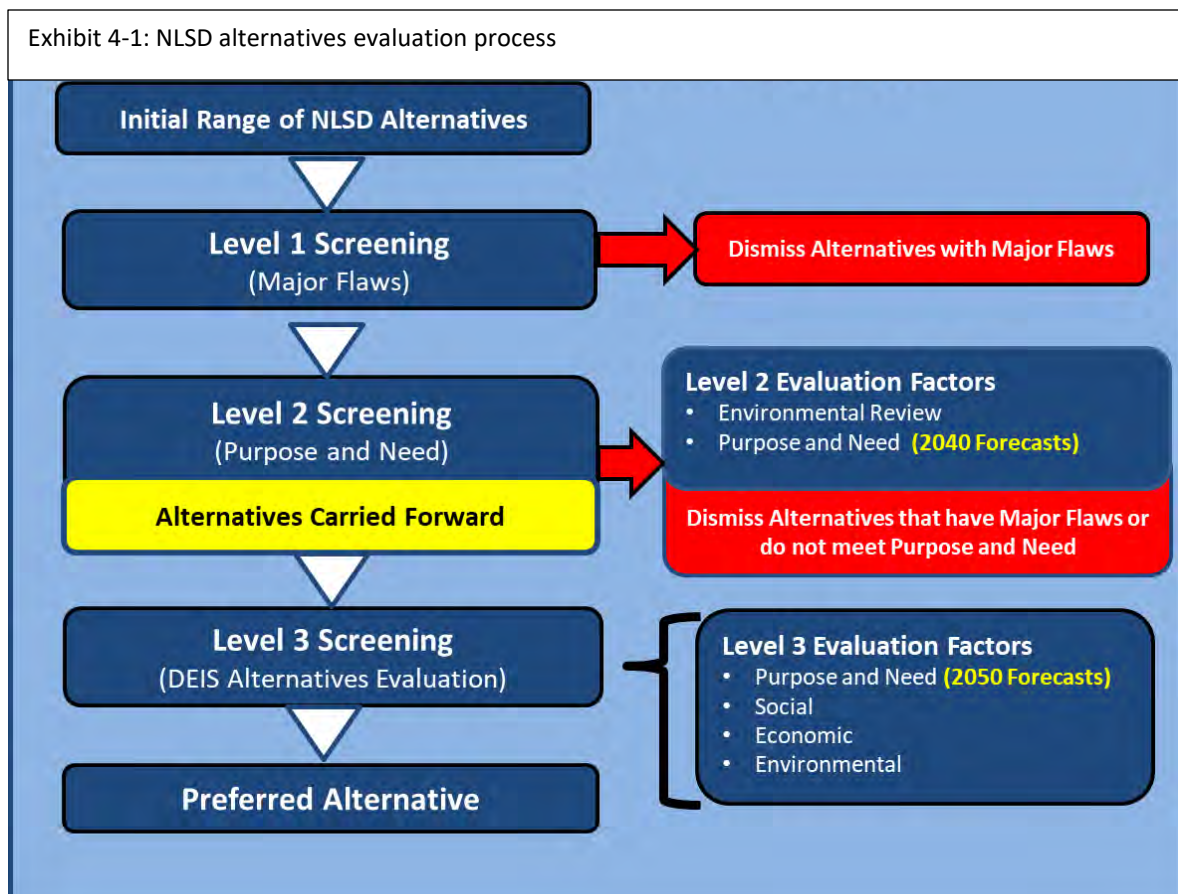 Exhibit 4-1: NLSD alternatives evaluation process
Initial Range of NLSD Alternatives
Level 1 Screening
(Major Flaws)
Dismiss Alternatives with Major Flaws
Level 2 Screening
(Purpose and Need)
Alternatives Carried Forward
Level 2 Evaluation Factors
• Environmental Review
• Purpose and Need (2040 Forecasts)
Dismiss Alternatives that have Major Flaws or
do not meet Purpose and Need
Level 3 Screening
(DEIS Alternatives Evaluation)
Level 3 Evaluation Factors
• Purpose and Need (2050 Forecasts)
• Social
• Economic
• Environmental
Preferred Alternative